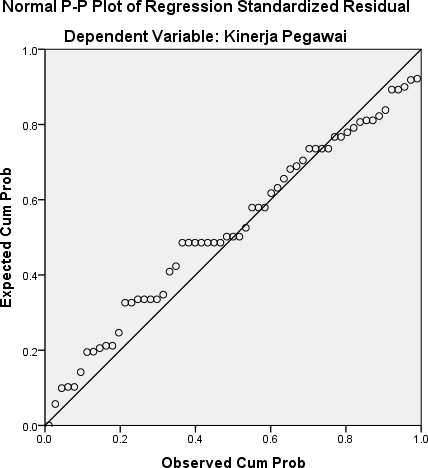 Normal P-P Plot of Regression Standardized Residual
Dependent Variable: Kinerja Pegawai
Expected Cum Prob
1.0
0.8
0.6
0.4
0.2
0.0
0.0 0.2 0.4 0.6 0.8 1.0
Observed Cum Prob